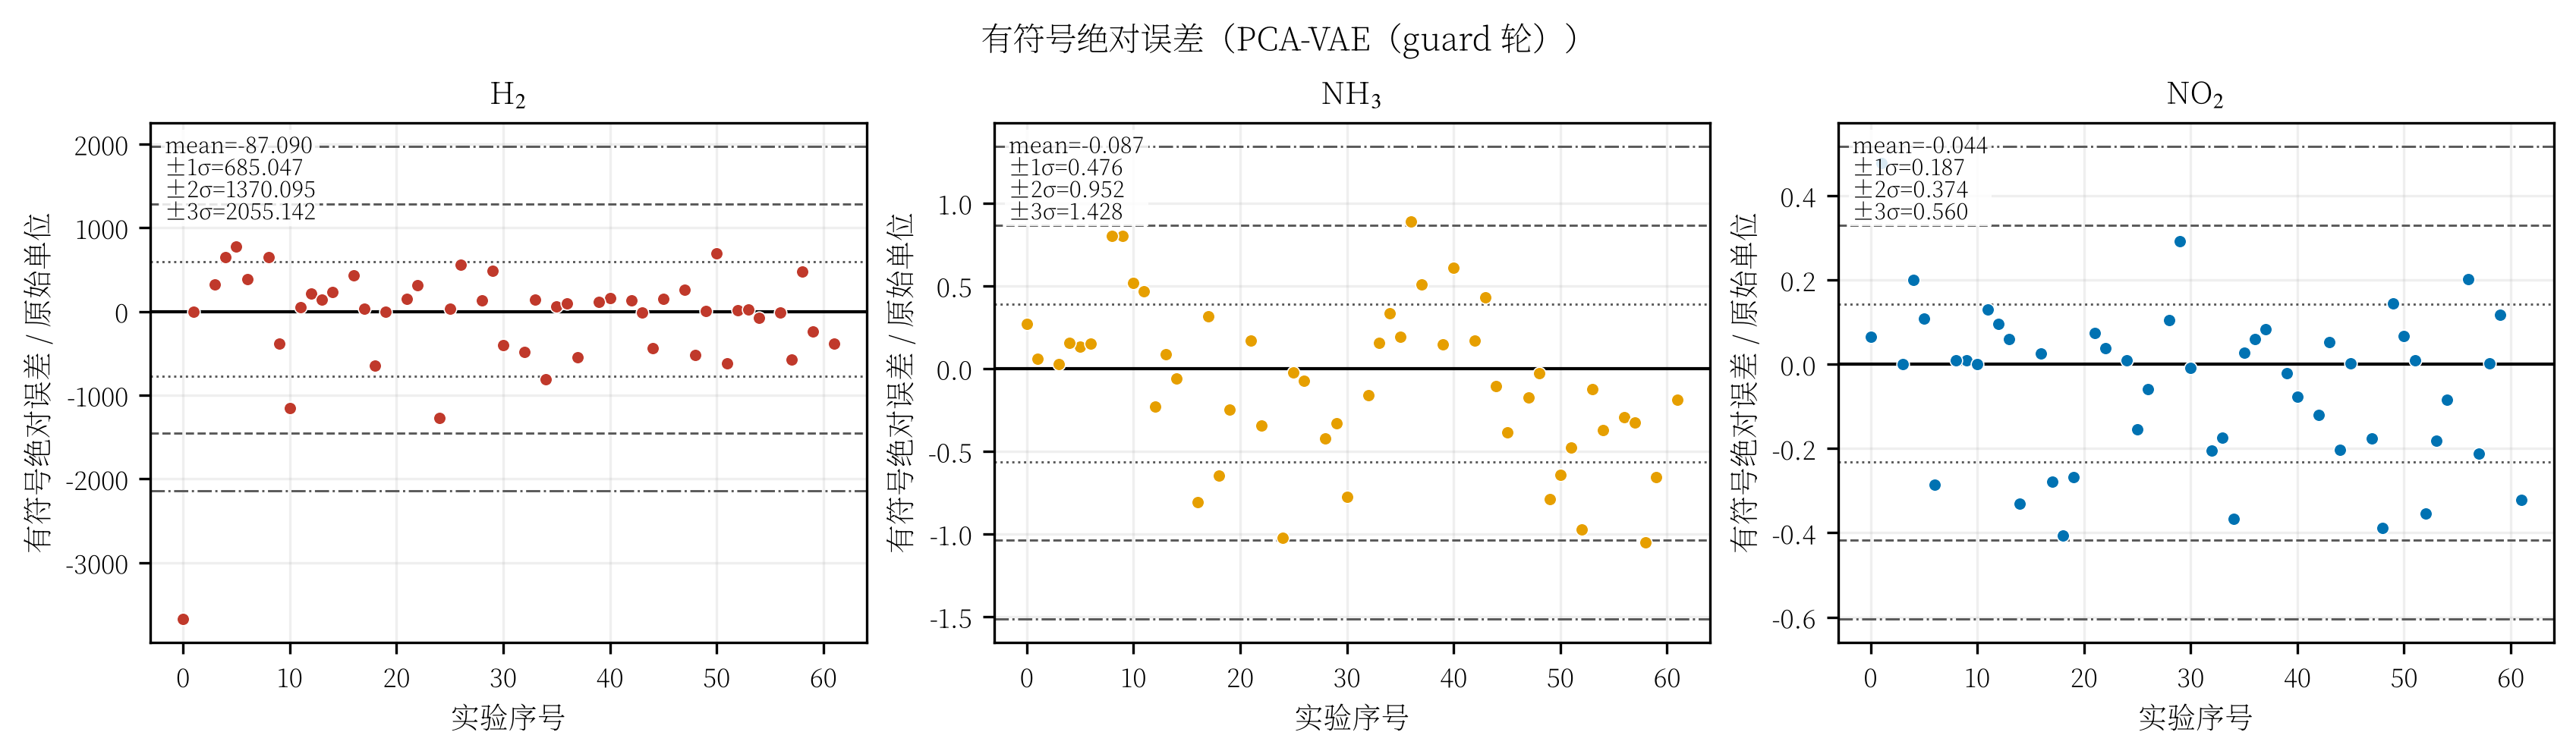 有符号绝对误差（PCA-VAE（guard 轮））
H₂
2000
1000
0
-1000
-2000
-3000
有符号绝对误差 / 原始单位
mean=-87.090
±1σ=685.047
±2σ=1370.095
±3σ=2055.142
0 10 20 30 40 50 60
实验序号
NH₃
1.0
0.5
0.0
-0.5
-1.0
-1.5
有符号绝对误差 / 原始单位
mean=-0.087
±1σ=0.476
±2σ=0.952
±3σ=1.428
0 10 20 30 40 50 60
实验序号
NO₂
0.4
0.2
0.0
-0.2
-0.4
-0.6
有符号绝对误差 / 原始单位
mean=-0.044
±1σ=0.187
±2σ=0.374
±3σ=0.560
0 10 20 30 40 50 60
实验序号